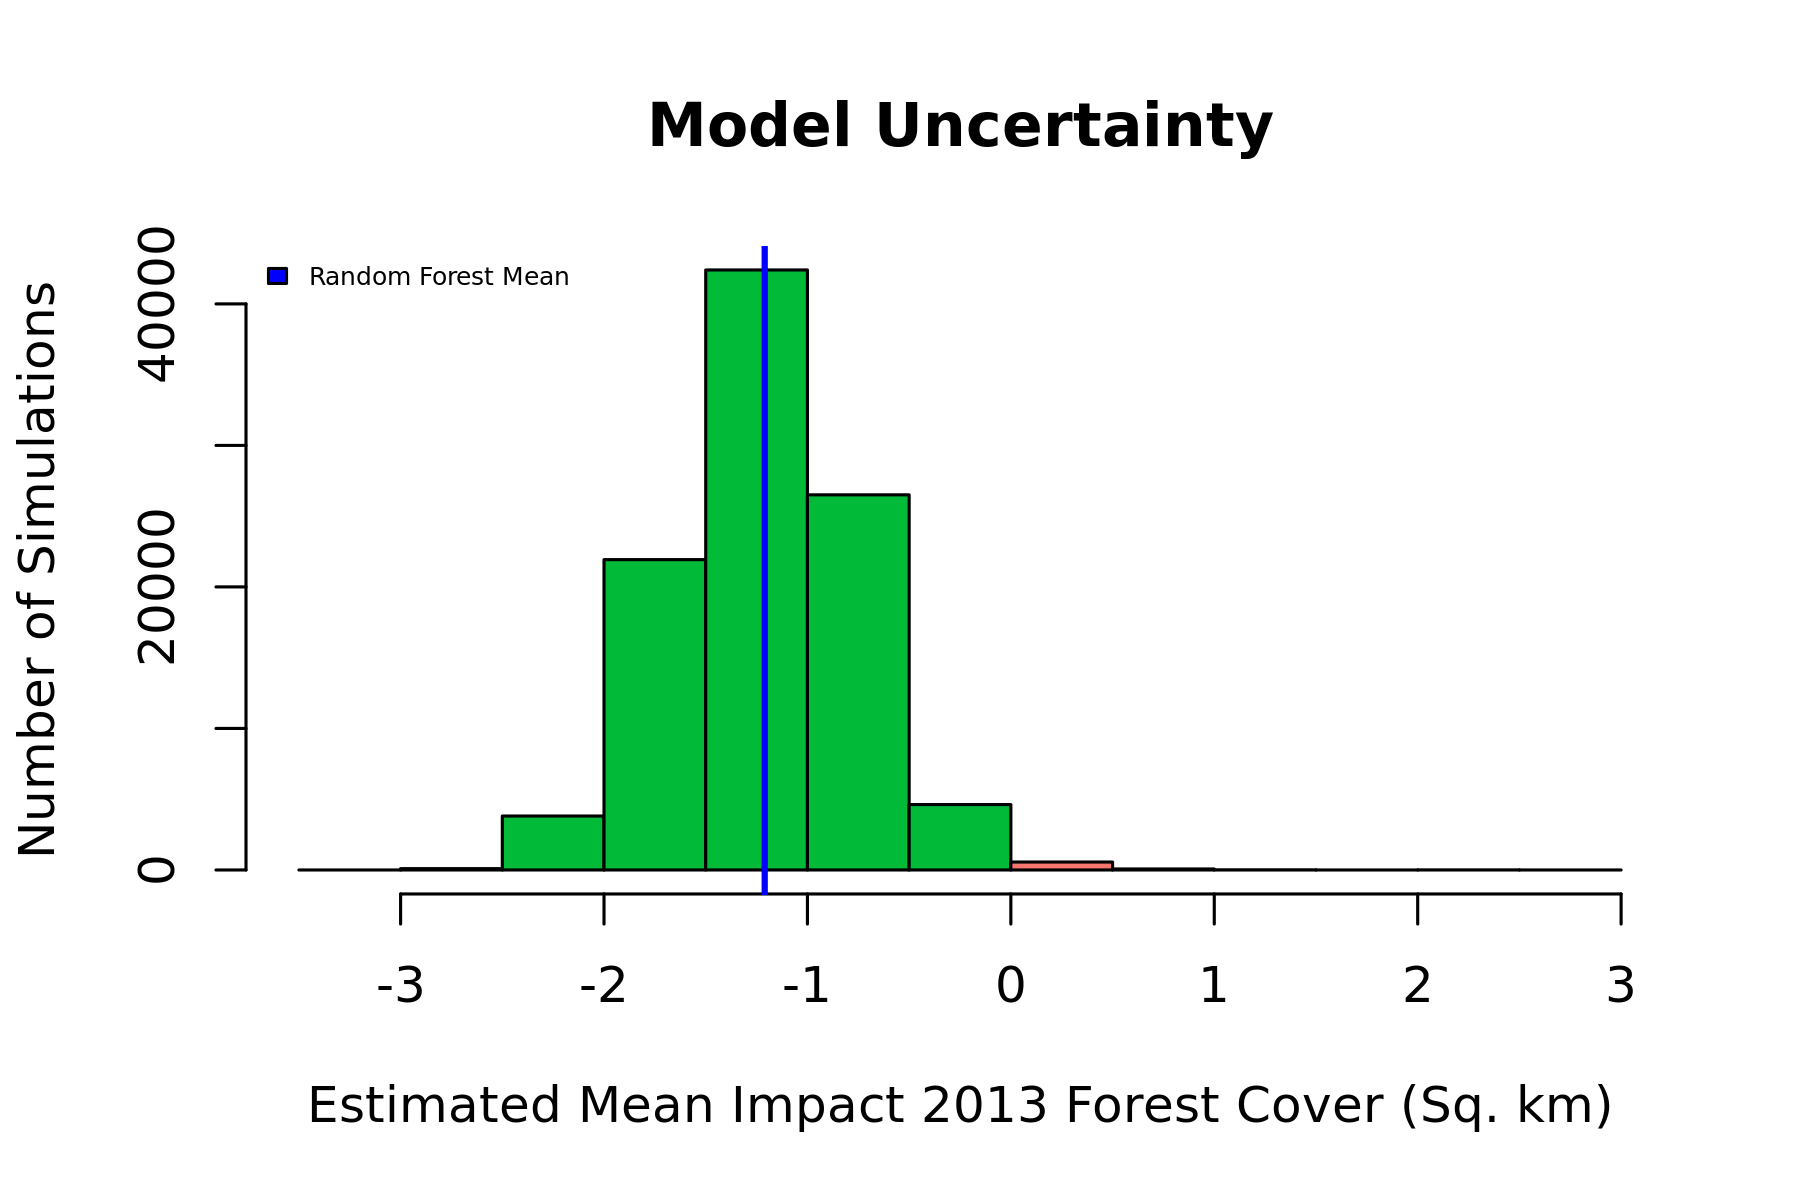 Model Uncertainty
Random Forest Mean
Number of Simulations
40000
20000
0
-3 -2 -1 0 1 2 3
Estimated Mean Impact 2013 Forest Cover (Sq. km)